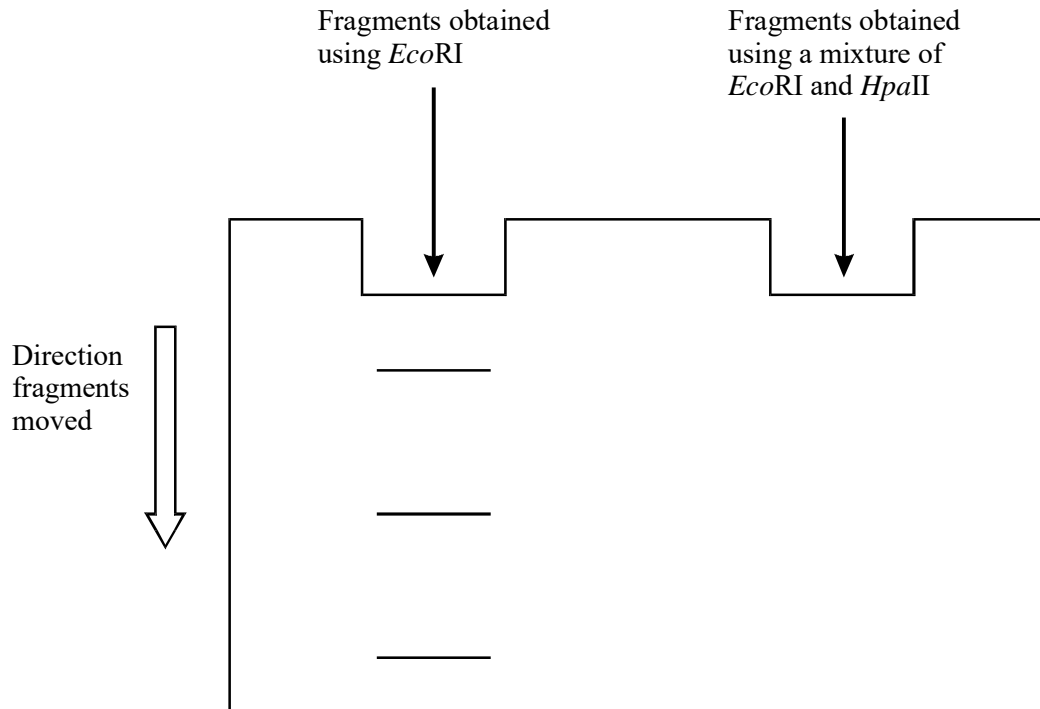 Fragments obtained
using EcoRI
Fragments obtained
using a mixture of
EcoRI and HpaII
Direction
fragments
moved